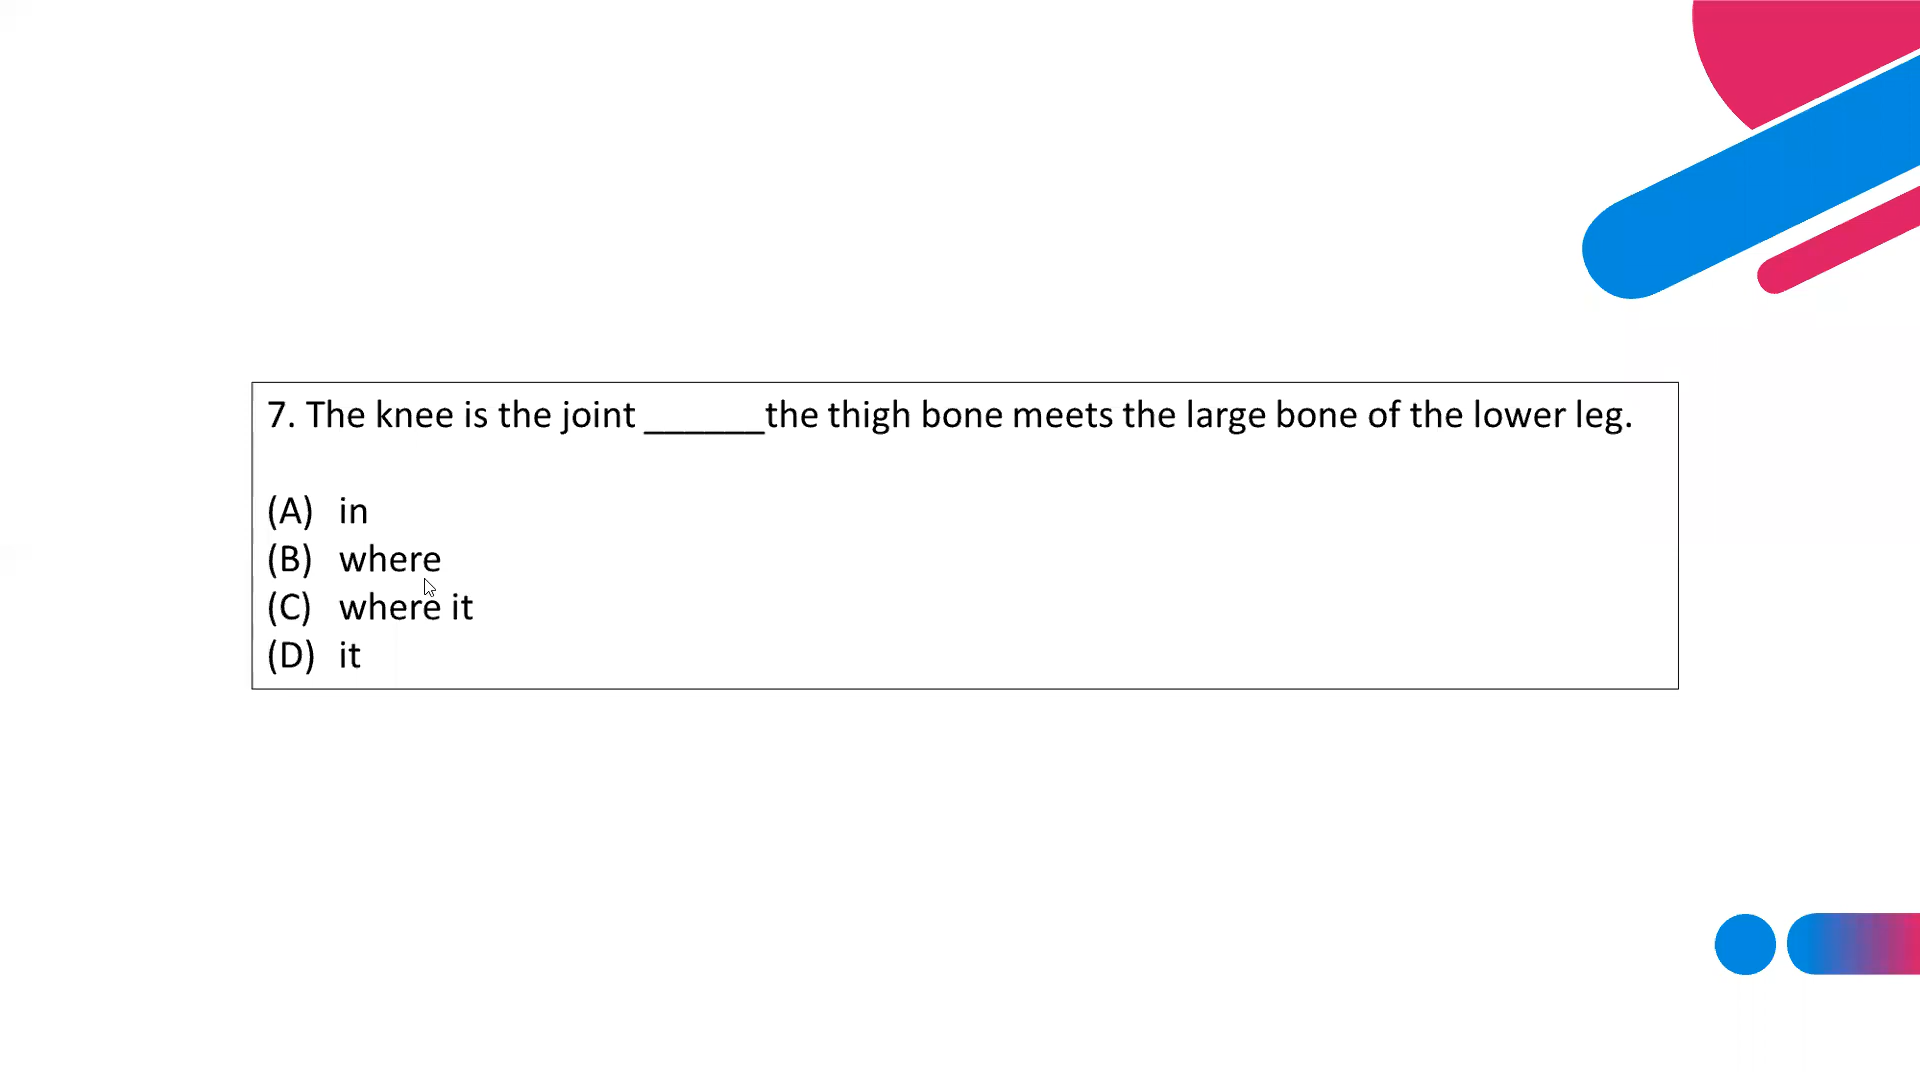 7. The knee is the joint ______the thigh bone meets the large bone of the lower leg.
(A) in
(B) where
(C) where it
(D) it